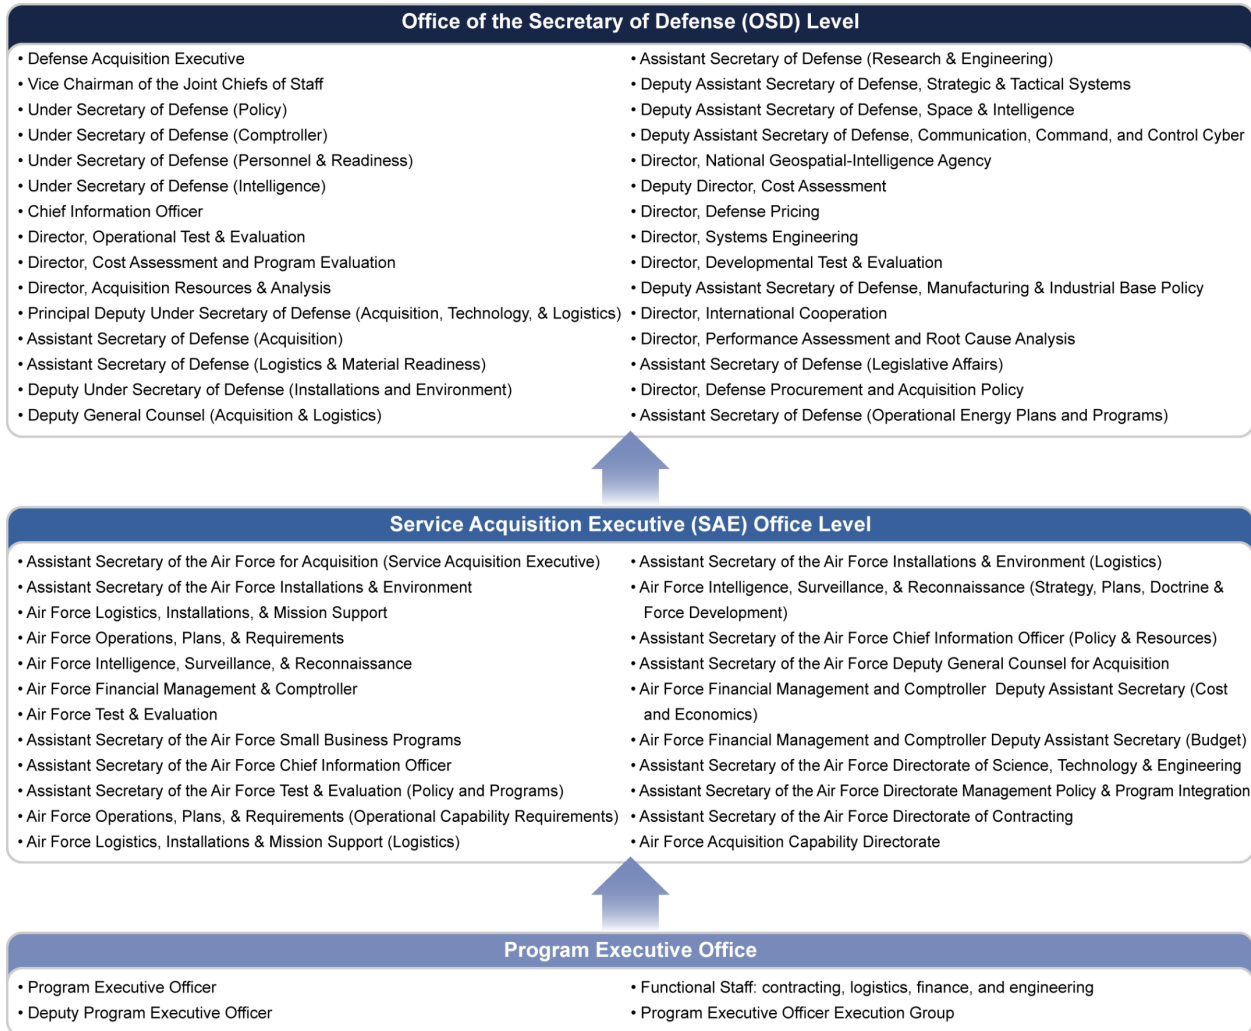 Office of the Secretary of Defense (OSD) Level
• Defense Acquisition Executive
• Vice Chairman of the Joint Chiefs of Staff
• Under Secretary of Defense (Policy)
• Under Secretary of Defense (Comptroller)
• Under Secretary of Defense (Personnel & Readiness)
• Under Secretary of Defense (Intelligence)
• Chief Information Officer
• Director, Operational Test & Evaluation
• Director, Cost Assessment and Program Evaluation
• Director, Acquisition Resources & Analysis
• Principal Deputy Under Secretary of Defense (Acquisition, Technology, & Logistics)
• Assistant Secretary of Defense (Acquisition)
• Assistant Secretary of Defense (Logistics & Material Readiness)
• Deputy Under Secretary of Defense (Installations and Environment)
• Deputy General Counsel (Acquisition & Logistics)
• Assistant Secretary of Defense (Research & Engineering)
• Deputy Assistant Secretary of Defense, Strategic & Tactical Systems
• Deputy Assistant Secretary of Defense, Space & Intelligence
• Deputy Assistant Secretary of Defense, Communication, Command, and Control Cyber
• Director, National Geospatial-Intelligence Agency
• Deputy Director, Cost Assessment
• Director, Defense Pricing
• Director, Systems Engineering
• Director, Developmental Test & Evaluation
• Deputy Assistant Secretary of Defense, Manufacturing & Industrial Base Policy
• Director, International Cooperation
• Director, Performance Assessment and Root Cause Analysis
• Assistant Secretary of Defense (Legislative Affairs)
• Director, Defense Procurement and Acquisition Policy
• Assistant Secretary of Defense (Operational Energy Plans and Programs)
Service Acquisition Executive (SAE) Office Level
• Assistant Secretary of the Air Force for Acquisition (Service Acquisition Executive)
• Assistant Secretary of the Air Force Installations & Environment
• Air Force Logistics, Installations, & Mission Support
• Air Force Operations, Plans, & Requirements
• Air Force Intelligence, Surveillance, & Reconnaissance
• Air Force Financial Management & Comptroller
• Air Force Test & Evaluation
• Assistant Secretary of the Air Force Small Business Programs
• Assistant Secretary of the Air Force Chief Information Officer
• Assistant Secretary of the Air Force Test & Evaluation (Policy and Programs)
• Air Force Operations, Plans, & Requirements (Operational Capability Requirements)
• Air Force Logistics, Installations & Mission Support (Logistics)
• Assistant Secretary of the Air Force Installations & Environment (Logistics)
• Air Force Intelligence, Surveillance, & Reconnaissance (Strategy, Plans, Doctrine &
Force Development)
• Assistant Secretary of the Air Force Chief Information Officer (Policy & Resources)
• Assistant Secretary of the Air Force Deputy General Counsel for Acquisition
• Air Force Financial Management and Comptroller Deputy Assistant Secretary (Cost
and Economics)
• Air Force Financial Management and Comptroller Deputy Assistant Secretary (Budget)
• Assistant Secretary of the Air Force Directorate of Science, Technology & Engineering
• Assistant Secretary of the Air Force Directorate Management Policy & Program Integration
• Assistant Secretary of the Air Force Directorate of Contracting
• Air Force Acquisition Capability Directorate
Program Executive Office
• Program Executive Officer
• Deputy Program Executive Officer
• Functional Staff: contracting, logistics, finance, and engineering
• Program Executive Officer Execution Group